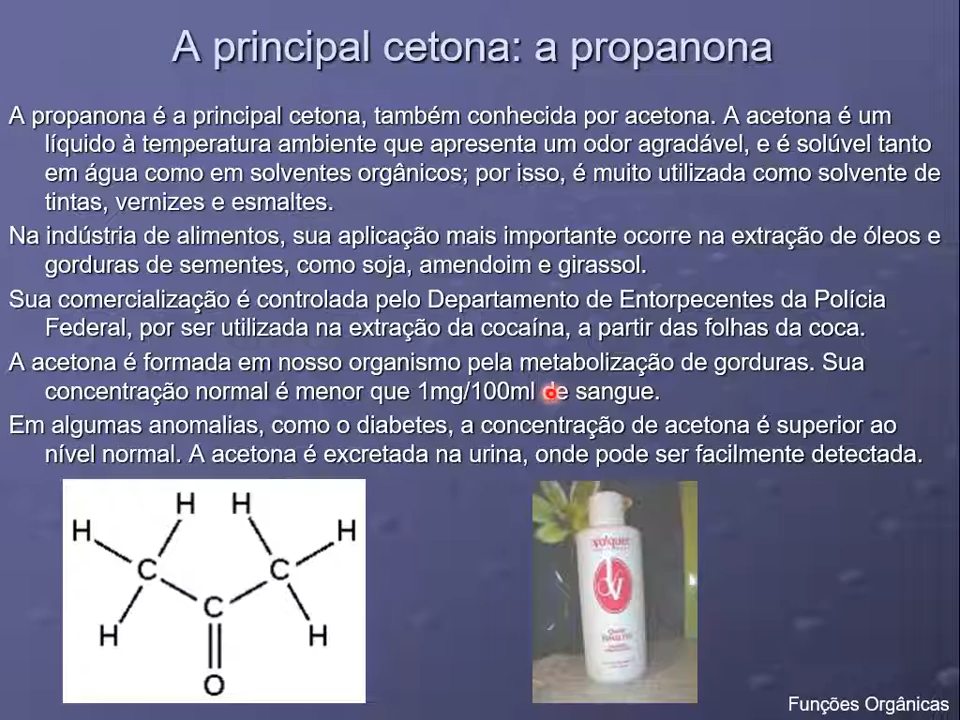 A principal cetona: a propanona
A propanona é a principal cetona, também conhecida por acetona. A acetona é um
líquido à temperatura ambiente que apresenta um odor agradável, e é solúvel tanto
em água como em solventes orgânicos; por isso, é muito utilizada como solvente de
tintas, vernizes e esmaltes.
Na indústria de alimentos, sua aplicação mais importante ocorre na extração de óleos e
gorduras de sementes, como soja, amendoim e girassol.
Sua comercialização é controlada pelo Departamento de Entorpecentes da Polícia
Federal, por ser utilizada na extração da cocaína, a partir das folhas da coca.
A acetona é formada em nosso organismo pela metabolização de gorduras. Sua
concentração normal é menor que 1mg/100ml de sangue.
Em algumas anomalias, como o diabetes, a concentração de acetona é superior ao
nível normal. A acetona é excretada na urina, onde pode ser facilmente detectada.
H H
H H
C C
C
H H
O
Funções Orgânicas